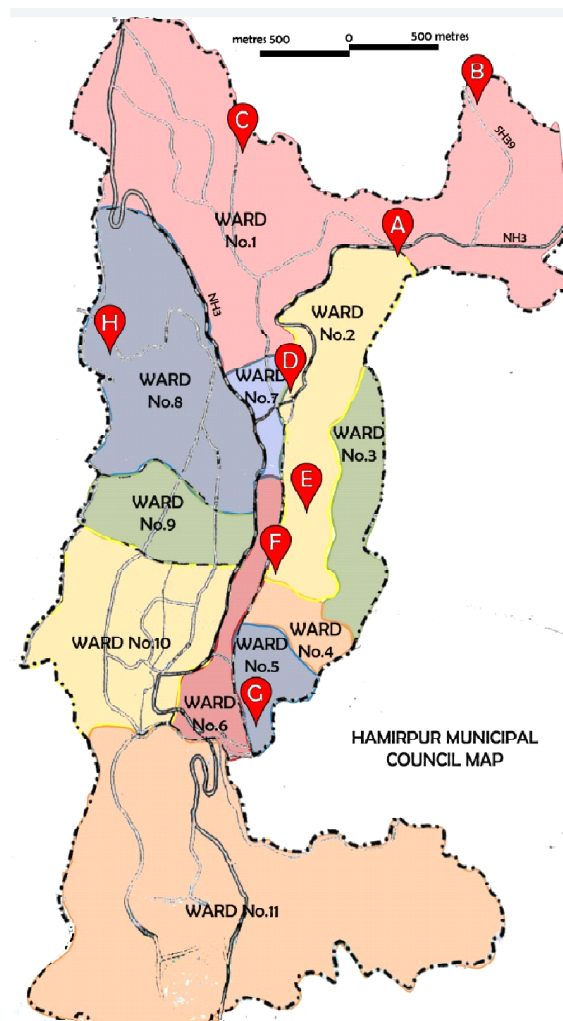 metres 500 0 500 metres
B
C
SH39
A
WARD
No.1
NH3
NH3
WARD
No.2
H
D
WARD
No.7
WARD
No.8
WARD
No.3
E
WARD
No.9
F
WARD
No.4
WARD
No.5
WARD No.10
G
WARD
No.6
HAMIRPUR MUNICIPAL
COUNCIL MAP
WARD No.11